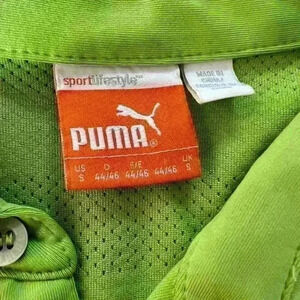 sportlifestyle
MADE IN
PUMA®
US D F/E UK
S 44/46 44/46 S